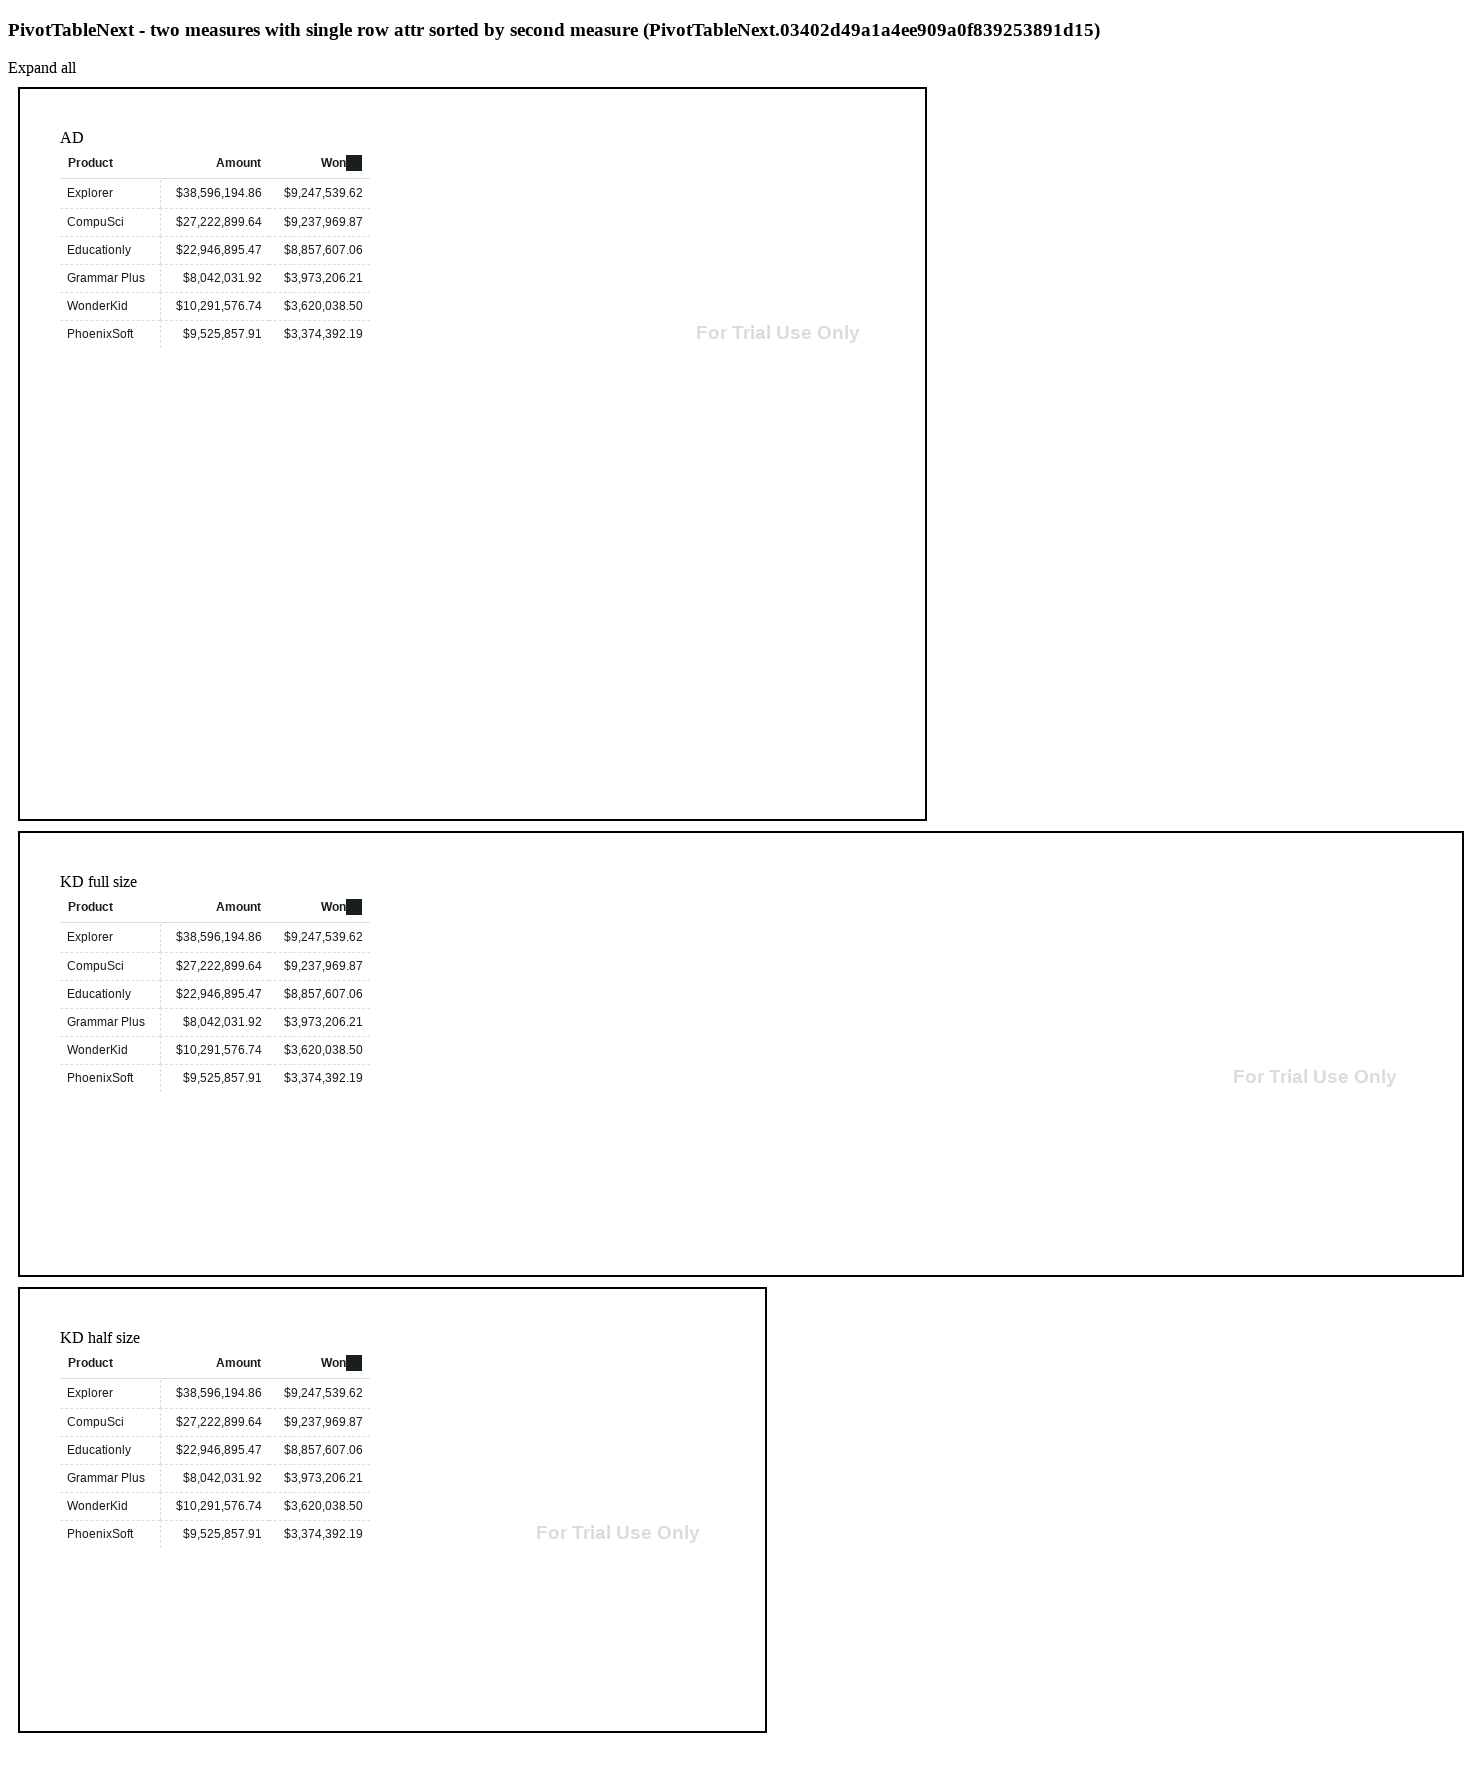 PivotTableNext - two measures with single row attr sorted by second measure (PivotTableNext.03402d49a1a4ee909a0f839253891d15)
Expand all
AD
Product Amount Won
Explorer $38,596,194.86 $9,247,539.62
CompuSci $27,222,899.64 $9,237,969.87
Educationly $22,946,895.47 $8,857,607.06
Grammar Plus $8,042,031.92 $3,973,206.21
WonderKid $10,291,576.74 $3,620,038.50
PhoenixSoft $9,525,857.91 $3,374,392.19
For Trial Use Only
KD full size
Product Amount Won
Explorer $38,596,194.86 $9,247,539.62
CompuSci $27,222,899.64 $9,237,969.87
Educationly $22,946,895.47 $8,857,607.06
Grammar Plus $8,042,031.92 $3,973,206.21
WonderKid $10,291,576.74 $3,620,038.50
PhoenixSoft $9,525,857.91 $3,374,392.19
For Trial Use Only
KD half size
Product Amount Won
Explorer $38,596,194.86 $9,247,539.62
CompuSci $27,222,899.64 $9,237,969.87
Educationly $22,946,895.47 $8,857,607.06
Grammar Plus $8,042,031.92 $3,973,206.21
WonderKid $10,291,576.74 $3,620,038.50
PhoenixSoft $9,525,857.91 $3,374,392.19
For Trial Use Only